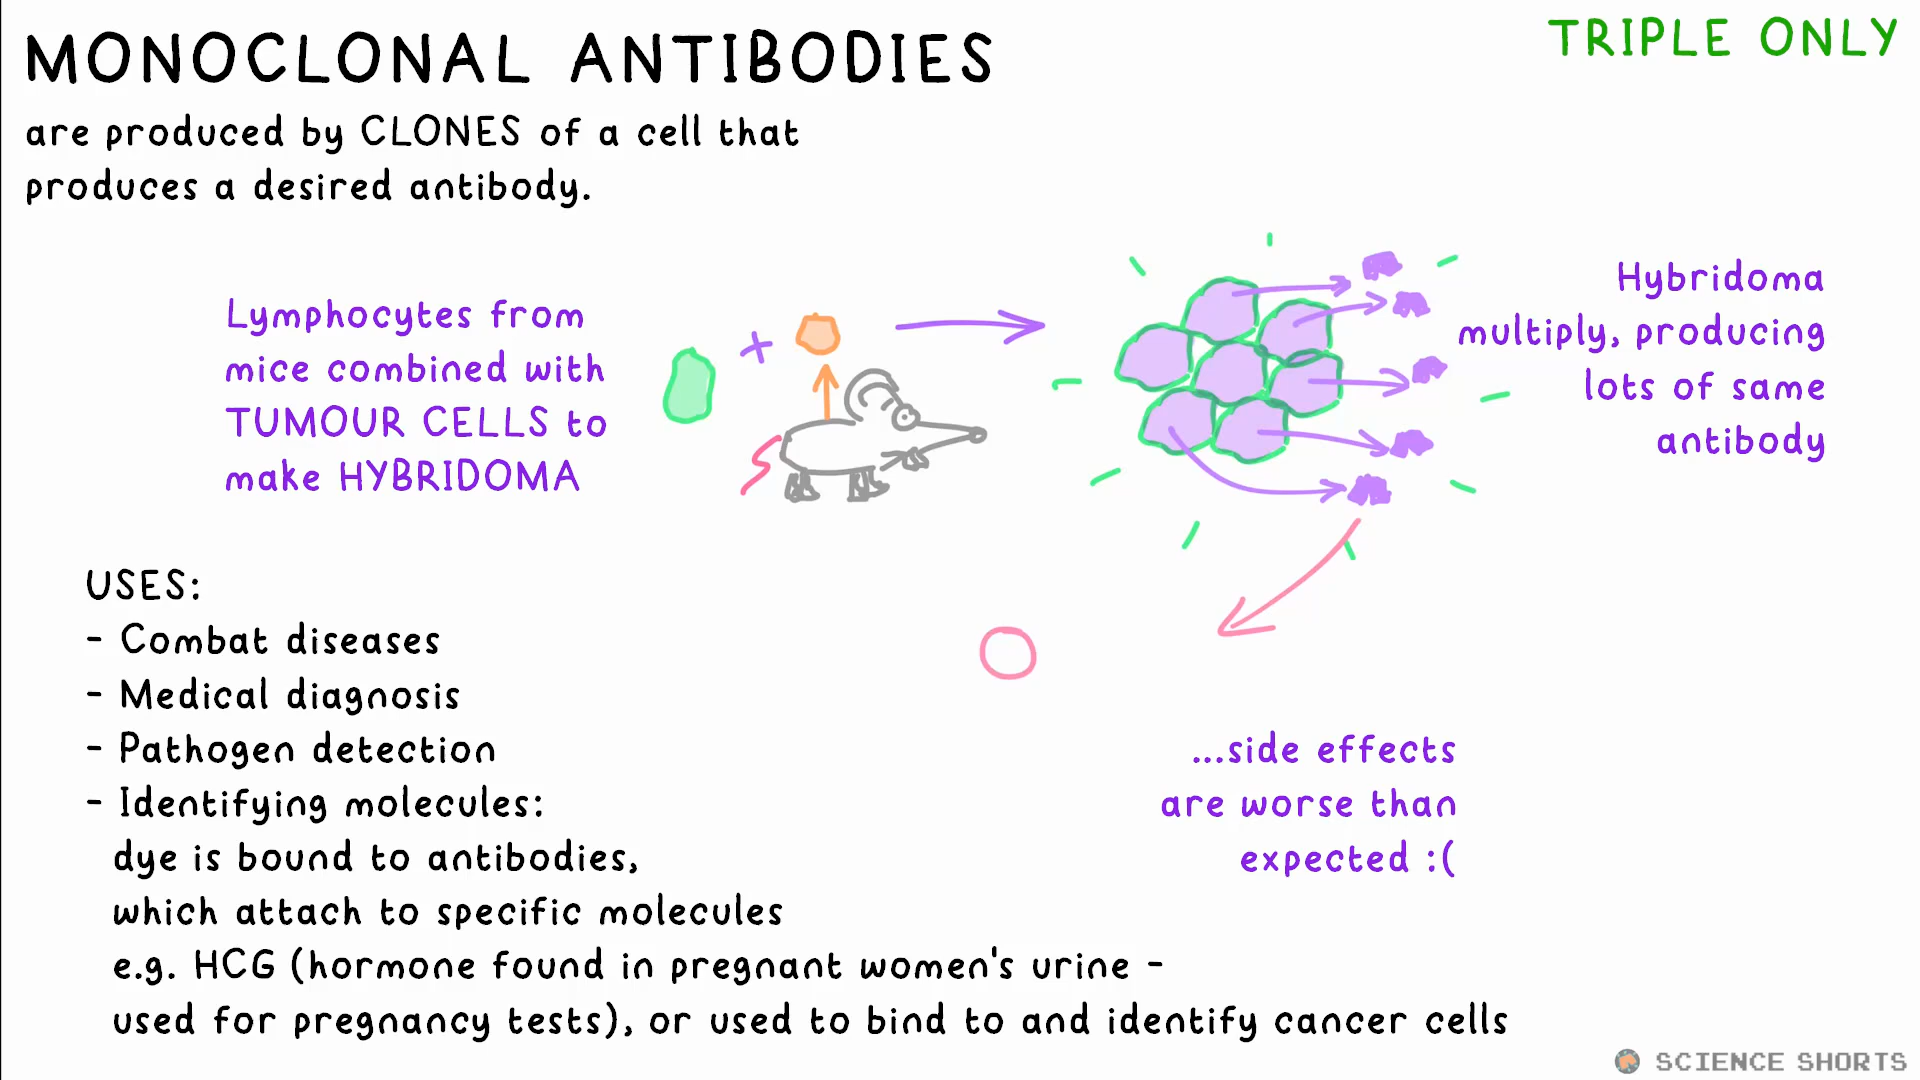 MONOCLONAL ANTIBODIES
TRIPLE ONLY
are produced by CLONES of a cell that
produces a desired antibody.
Lymphocytes from
mice combined with
TUMOUR CELLS to
make HYBRIDOMA
+
Hybridoma
multiply, producing
lots of same
antibody
USES:
- Combat diseases
- Medical diagnosis
- Pathogen detection
- Identifying molecules:
dye is bound to antibodies,
which attach to specific molecules
e.g. HCG (hormone found in pregnant women's urine -
used for pregnancy tests), or used to bind to and identify cancer cells
...side effects
are worse than
expected :(
SCIENCE SHORTS